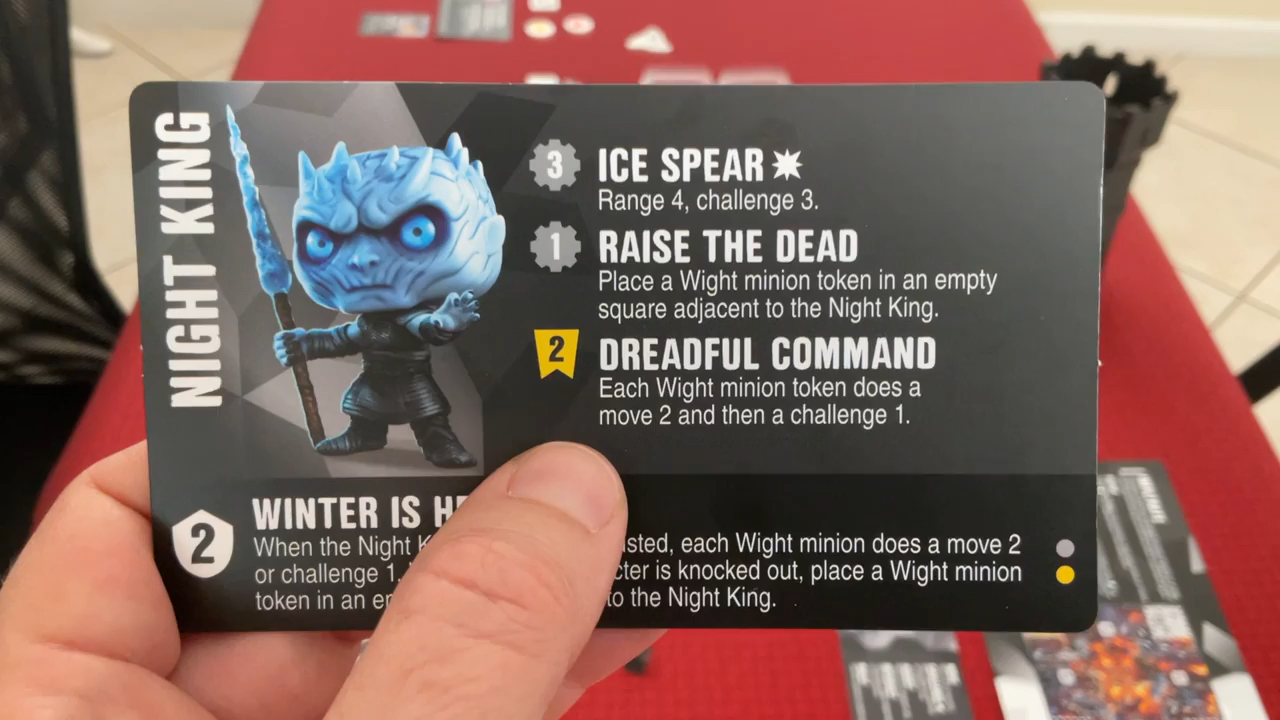 NIGHT KING
3 ICE SPEAR
Range 4, challenge 3.
1 RAISE THE DEAD
Place a Wight minion token in an empty
square adjacent to the Night King.
2 DREADFUL COMMAND
Each Wight minion token does a
move 2 and then a challenge 1.
2 WINTER IS
When the Night each Wight minion does a move 2
or challenge 1. is knocked out, place a Wight minion
token in an to the Night King.